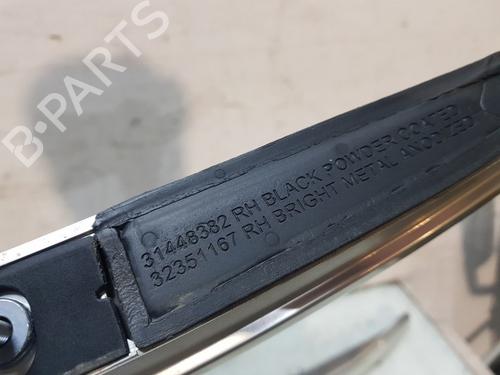 B-PARTS
31448382 RH BLACK POWDER COATED
32351167 RH BRIGHT METAL ANODIZED